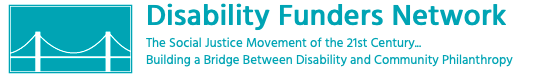 Disability Funders Network
The Social Justice Movement of the 21st Century...
Building a Bridge Between Disability and Community Philanthropy